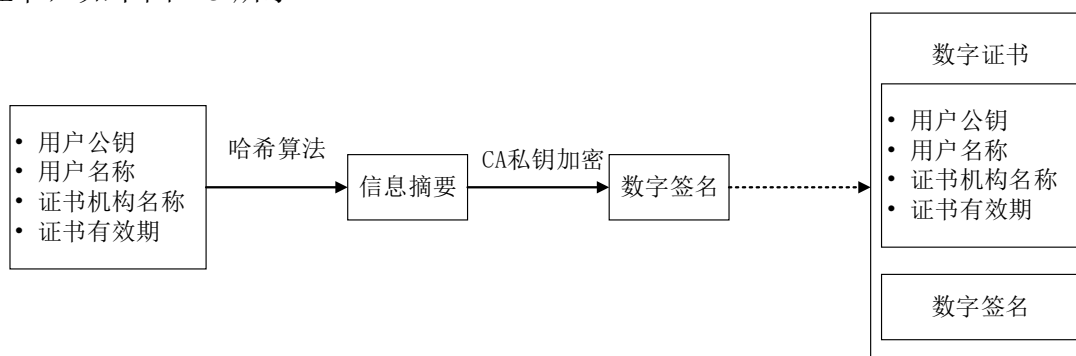 • 用户公钥
• 用户名称
• 证书机构名称
• 证书有效期
哈希算法
信息摘要
CA私钥加密
数字签名
数字证书
• 用户公钥
• 用户名称
• 证书机构名称
• 证书有效期
数字签名